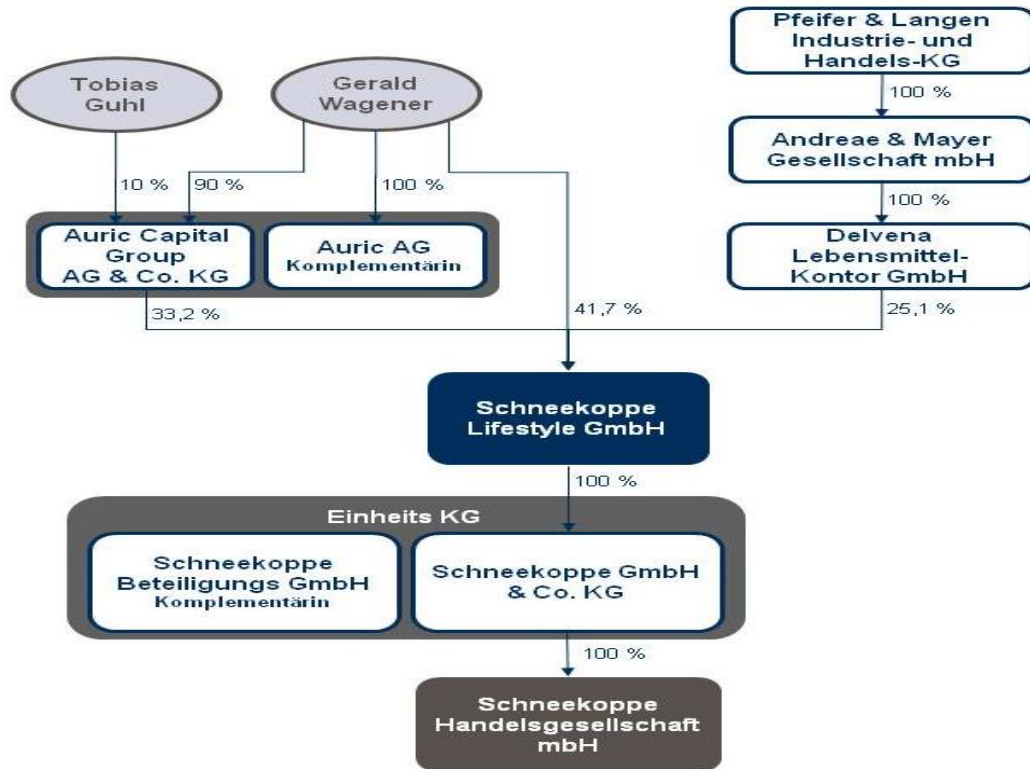 Pfeifer & Langen
Industrie- und
Handels-KG
Tobias
Guhl
Gerald
Wagener
100 %
Andreae & Mayer
Gesellschaft mbH
10 %
90 %
100 %
100 %
Auric Capital
Group
AG & Co. KG
Auric AG
Komplementärin
Delvena
Lebensmittel-
Kontor GmbH
33,2 %
41,7 %
25,1 %
Schneekoppe
Lifestyle GmbH
100 %
Einheits KG
Schneekoppe
Beteiligungs GmbH
Komplementärin
Schneekoppe GmbH
& Co. KG
100 %
Schneekoppe
Handelsgesellschaft
mbH